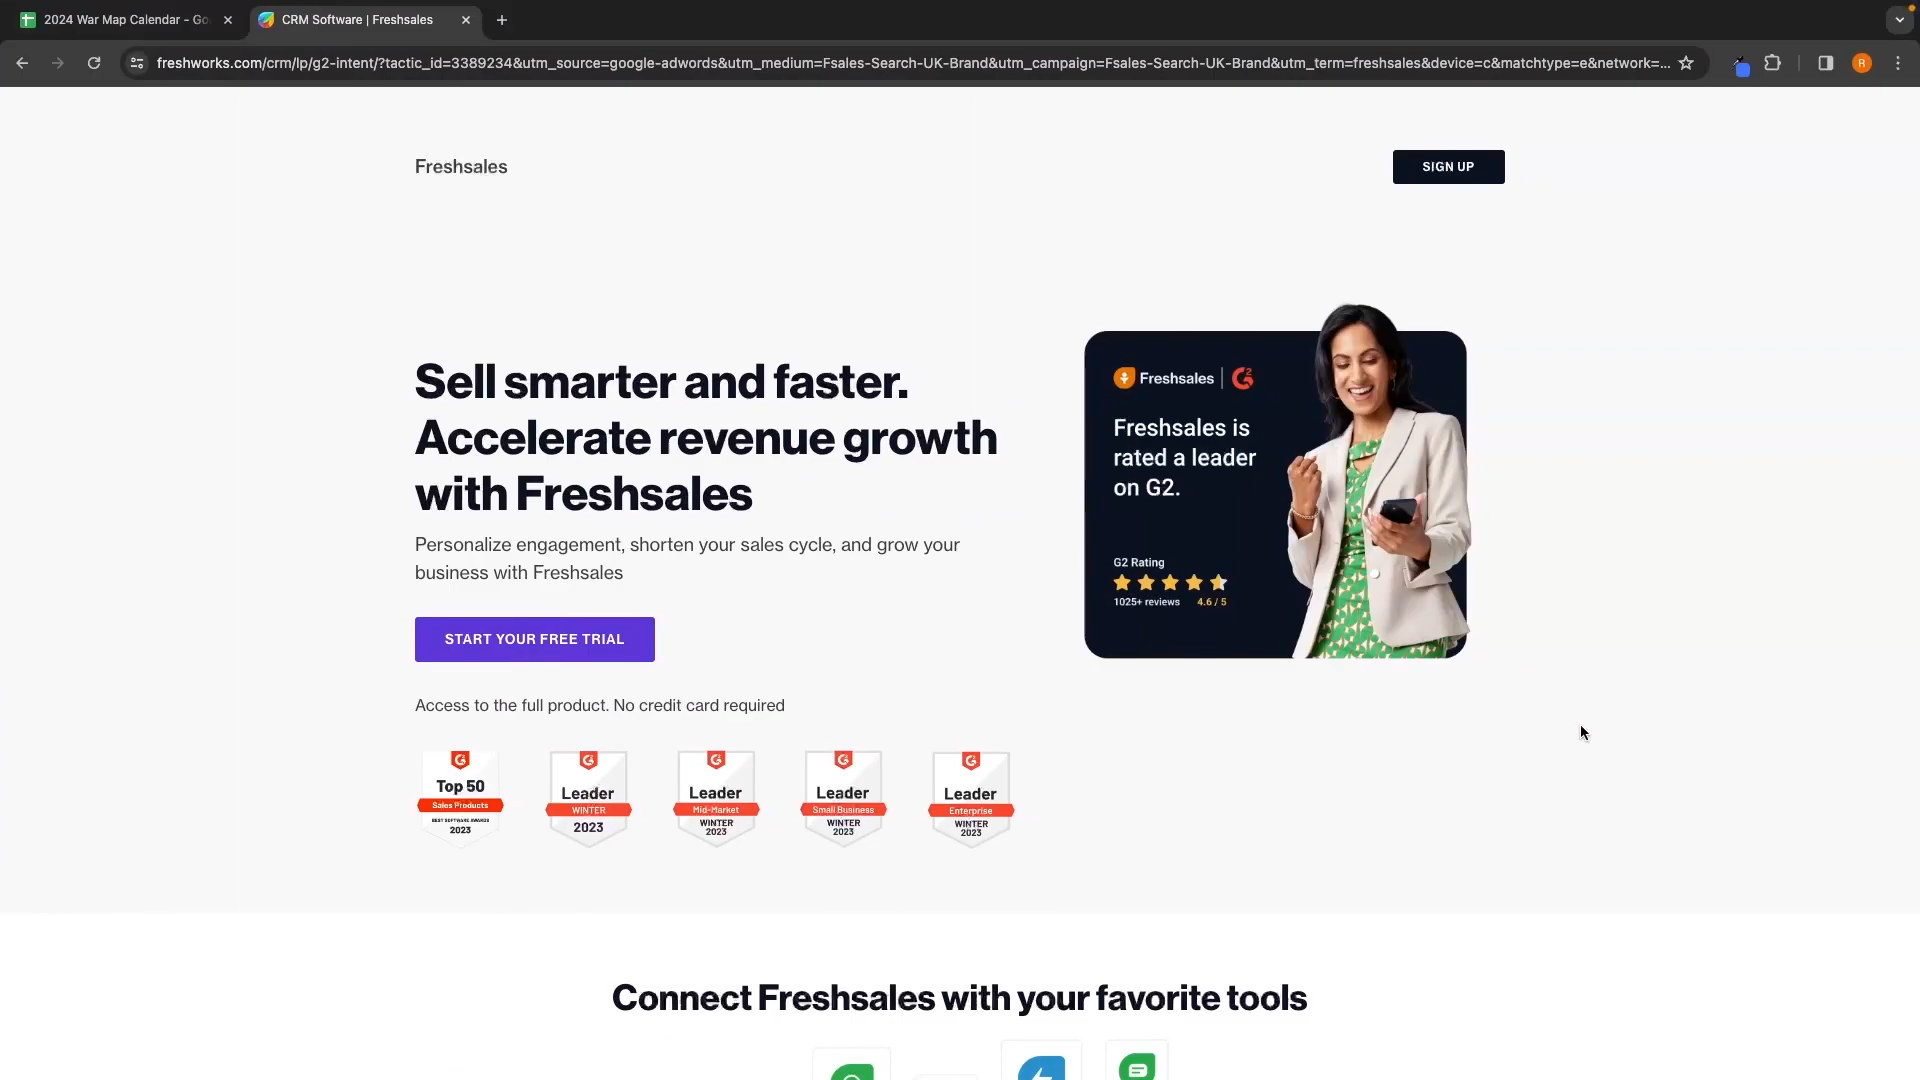 2024 War Map Calendar - Go
CRM Software | Freshsales
freshworks.com/crm/lp/g2-intent/?tactic_id=3389234&utm_source=google-adwords&utm_medium=Fsales-Search-UK-Brand&utm_campaign=Fsales-Search-UK-Brand&utm_term=freshsales&device=c&matchtype=e&network=...
R
Freshsales
SIGN UP
Sell smarter and faster.
Accelerate revenue growth
with Freshsales
Personalize engagement, shorten your sales cycle, and grow your
business with Freshsales
START YOUR FREE TRIAL
Access to the full product. No credit card required
Freshsales | G2
Freshsales is
rated a leader
on G2.
G2 Rating
1025+ reviews 4.6 / 5
Top 50
Sales Products
BEST SOFTWARE AWARDS
2023
Leader
WINTER
2023
Leader
Mid-Market
WINTER
2023
Leader
Small Business
WINTER
2023
Leader
Enterprise
WINTER
2023
Connect Freshsales with your favorite tools